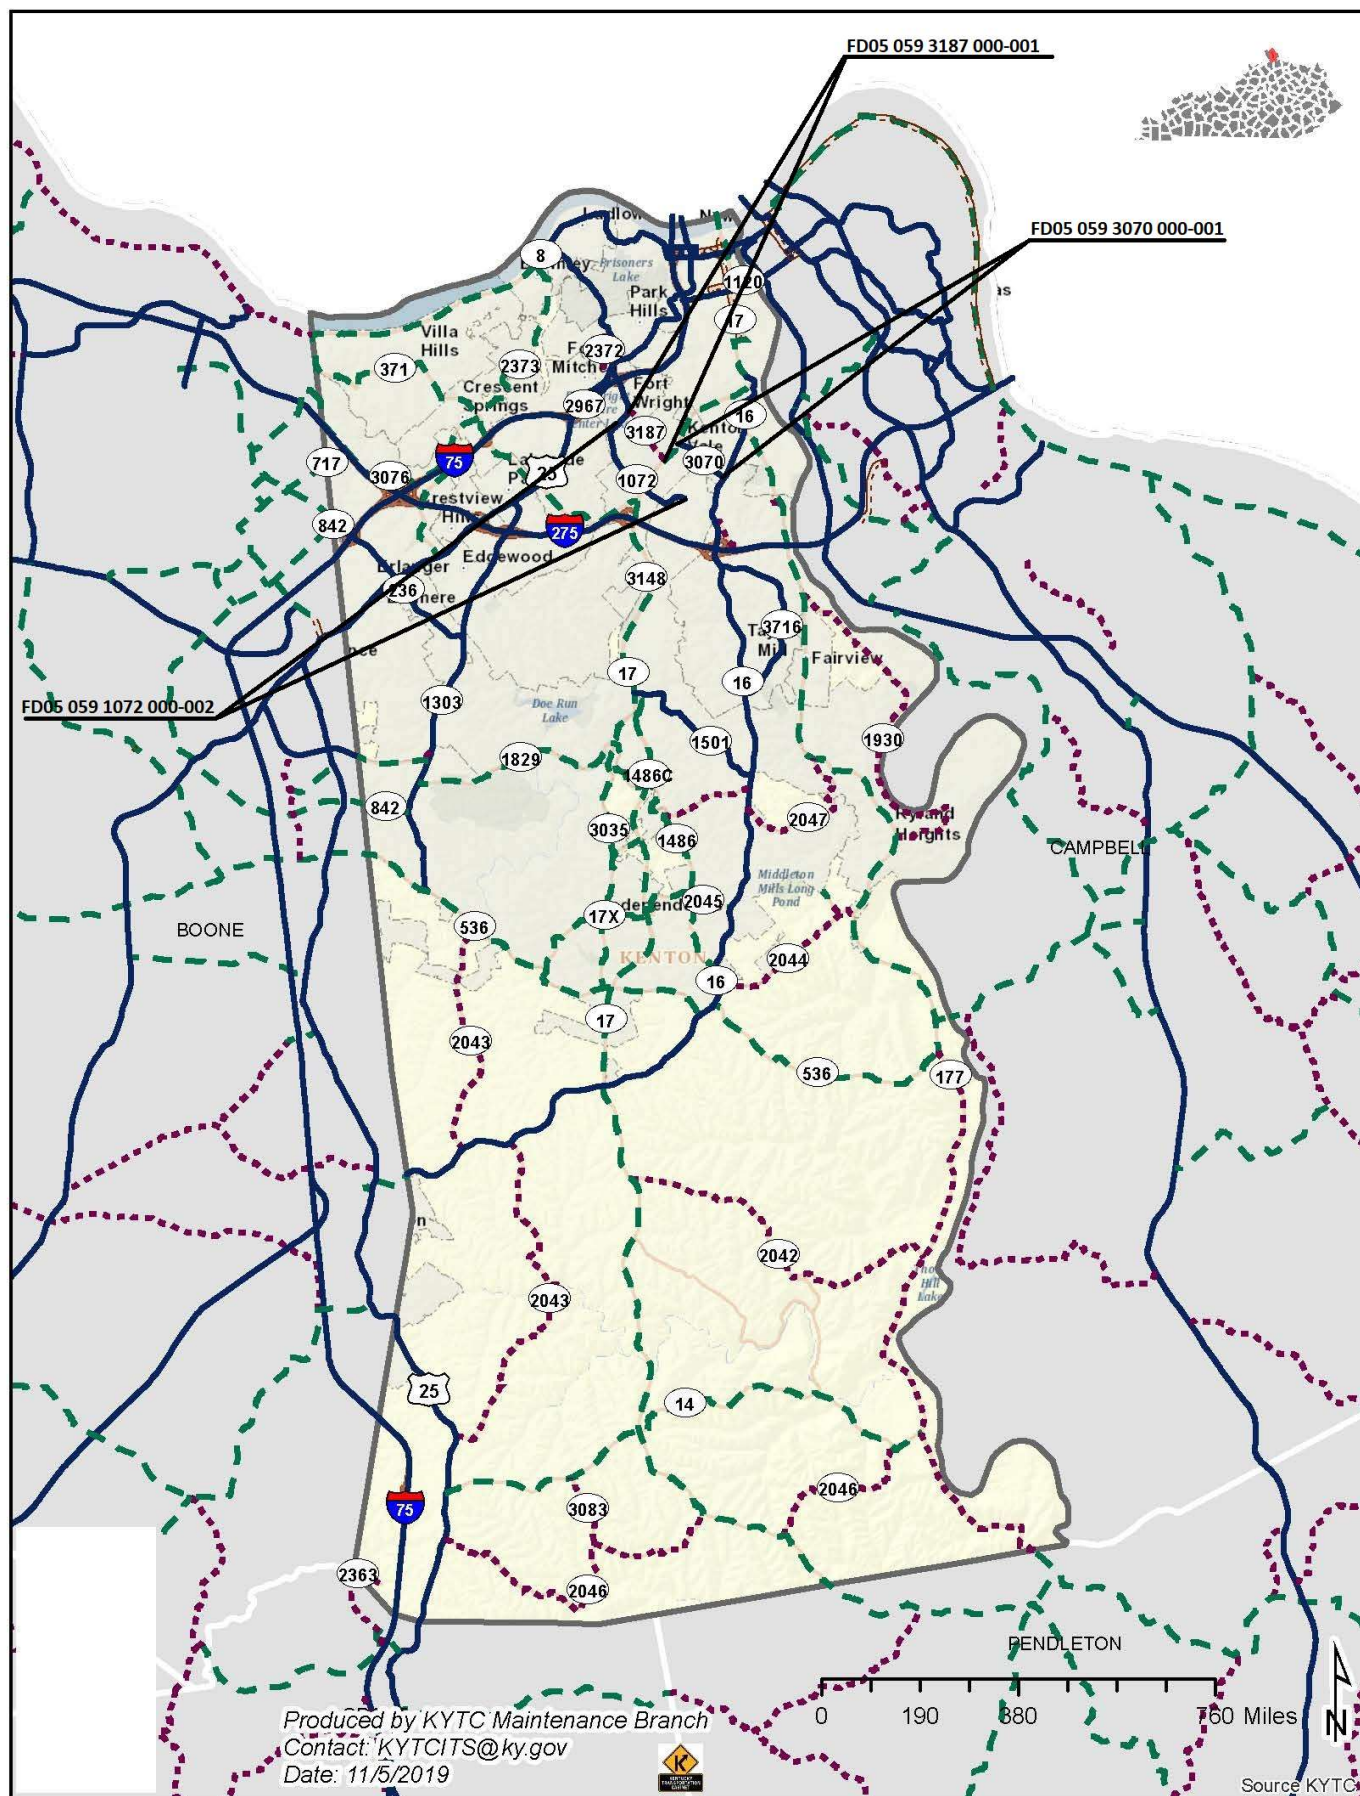 FD05 059 3187 000-001
FD05 059 3070 000-001
8
Prisoners
Lake
1120
Park
Hills
17
Villa
Hills
2372
371
2373
Crescent
Springs
Fort
Wright
2967
16
3187
717
3076
75
25
3070
1072
842
275
Edgewood
236
3148
3716
Fairview
17
16
FD05 059 1072 000-002
1303
Doe Run
Lake
1501
1930
1829
1486C
842
3035
1486
2047
Heights
CAMPBELL
Middleton
Mills Long
Pond
2045
17X
536
BOONE
KENTON
2044
16
17
2043
536
177
2042
Hill
Lake
2043
25
14
75
3083
2046
2363
2046
PENDLETON
0 190 380 760 Miles
N
Produced by KYTC Maintenance Branch
Contact: KYTCITS@ky.gov
Date: 11/5/2019
Source KYTC